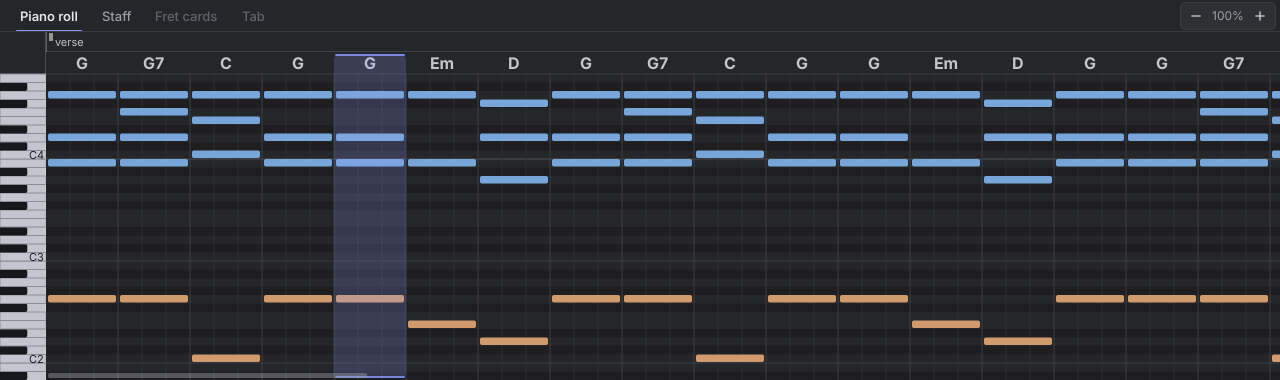 Piano roll Staff Fret cards Tab − 100% +
verse
G G7 C G G Em D G G7 C G G Em D G G G7
C4
C3
C2